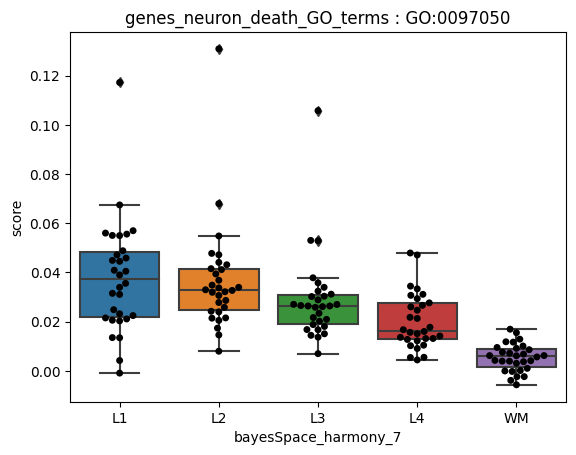 genes_neuron_death_GO_terms : GO:0097050
0.12
0.10
0.08
0.06
0.04
0.02
0.00
score
L1 L2 L3 L4 WM
bayesSpace_harmony_7